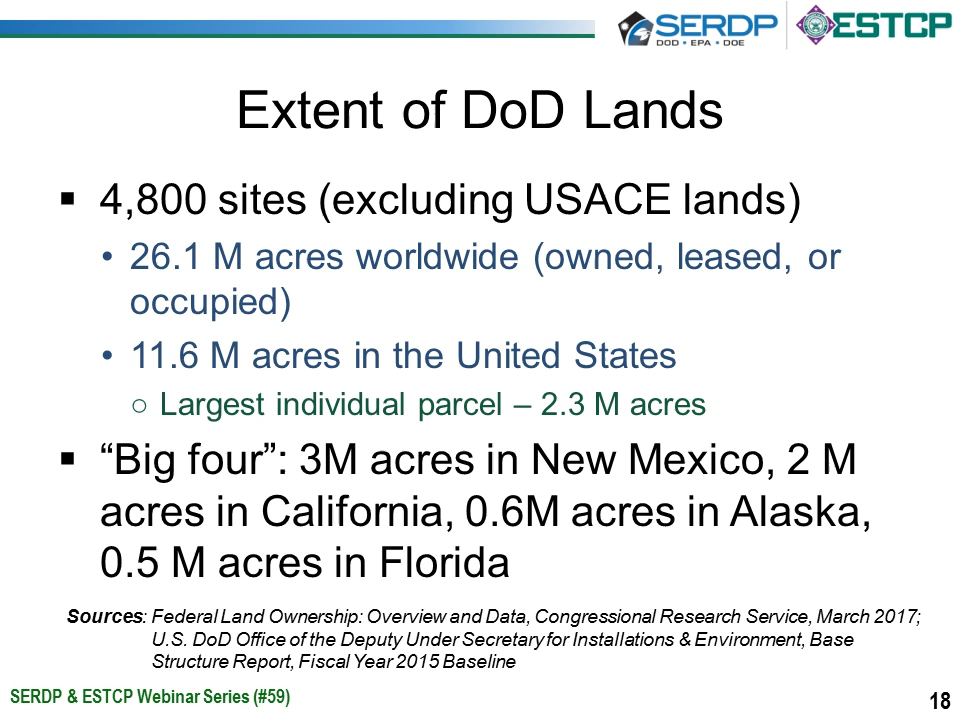 SERDP
DOD • EPA • DOE
ESTCP
Extent of DoD Lands
▪ 4,800 sites (excluding USACE lands)
• 26.1 M acres worldwide (owned, leased, or
occupied)
• 11.6 M acres in the United States
○ Largest individual parcel – 2.3 M acres
▪ “Big four”: 3M acres in New Mexico, 2 M
acres in California, 0.6M acres in Alaska,
0.5 M acres in Florida
Sources: Federal Land Ownership: Overview and Data, Congressional Research Service, March 2017;
U.S. DoD Office of the Deputy Under Secretary for Installations & Environment, Base
Structure Report, Fiscal Year 2015 Baseline
SERDP & ESTCP Webinar Series (#59)
18